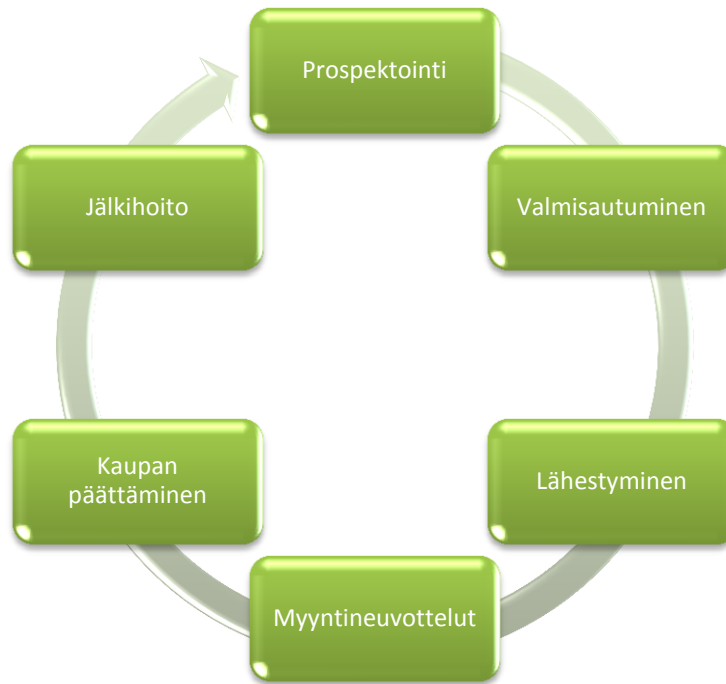 Prospektointi
Valmisautuminen
Lähestyminen
Myyntineuvottelut
Kaupan
päättäminen
Jälkihoito